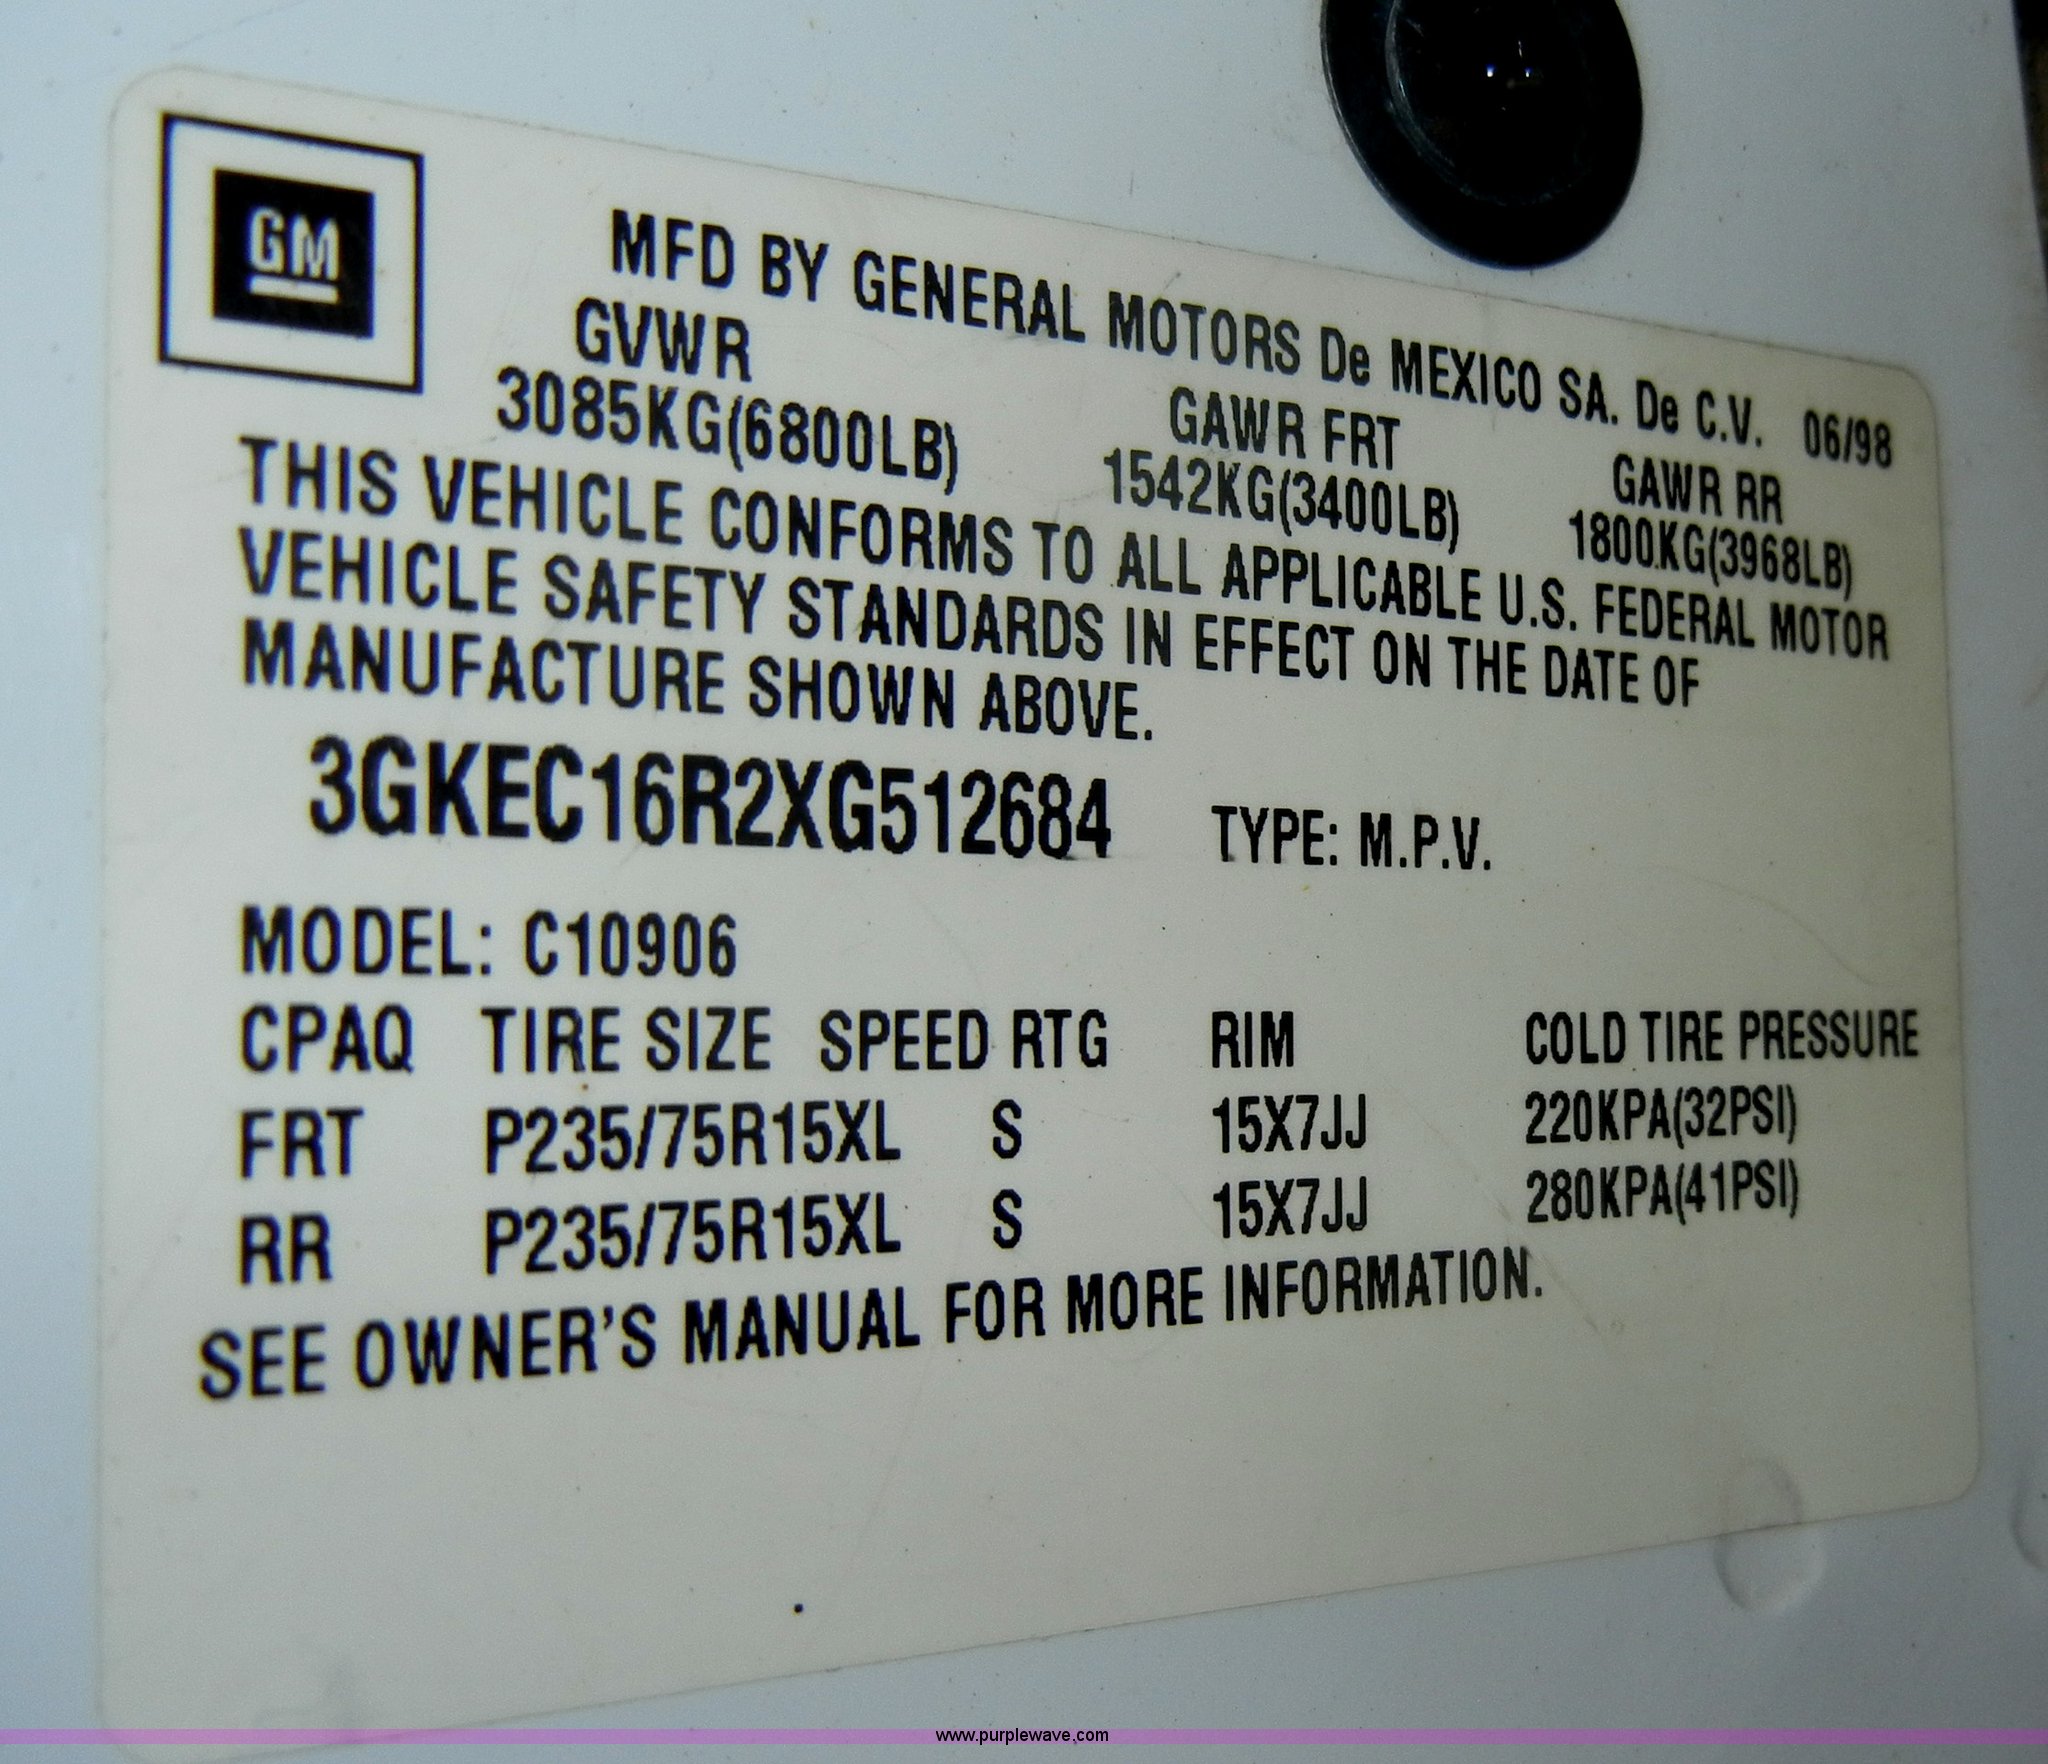 GM
MFD BY GENERAL MOTORS De MEXICO SA. De C.V. 06/98
GVWR GAWR FRT GAWR RR
3085KG(6800LB) 1542KG(3400LB) 1800KG(3968LB)
THIS VEHICLE CONFORMS TO ALL APPLICABLE U.S. FEDERAL MOTOR
VEHICLE SAFETY STANDARDS IN EFFECT ON THE DATE OF
MANUFACTURE SHOWN ABOVE.
3GKEC16R2XG512684 TYPE: M.P.V.
MODEL: C10906
CPAQ TIRE SIZE SPEED RTG RIM COLD TIRE PRESSURE
FRT P235/75R15XL S 15X7JJ 220KPA(32PSI)
RR P235/75R15XL S 15X7JJ 280KPA(41PSI)
SEE OWNER'S MANUAL FOR MORE INFORMATION.
www.purplewave.com